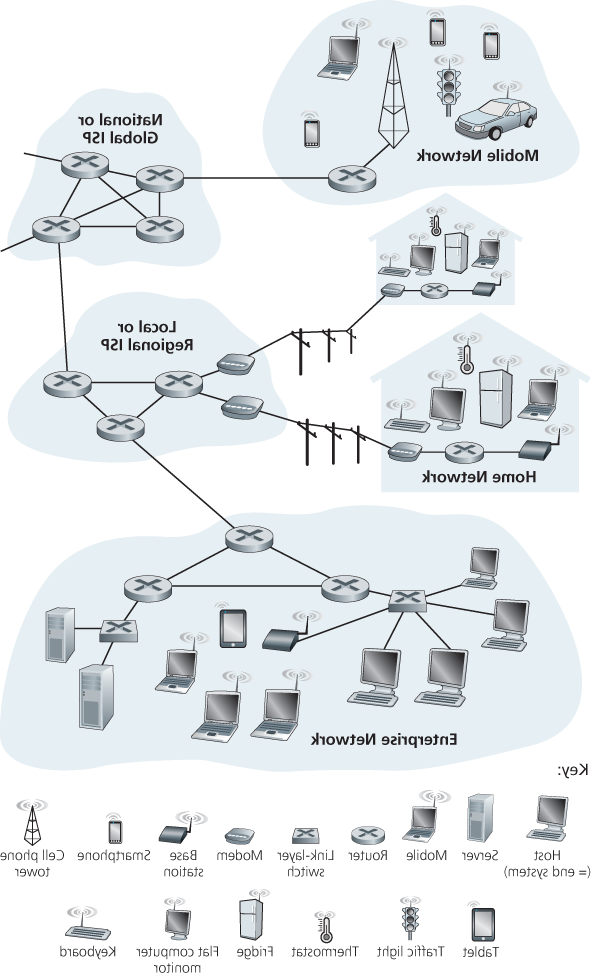 National or
Global ISP
Mobile Network
Local or
Regional ISP
Home Network
Enterprise Network
Key:
Host
(= end system)
Server
Mobile
Router
Link-layer
switch
Modem
Base
station
Smartphone
Cell phone
tower
Tablet
Traffic light
Thermostat
Fridge
Flat computer
monitor
Keyboard